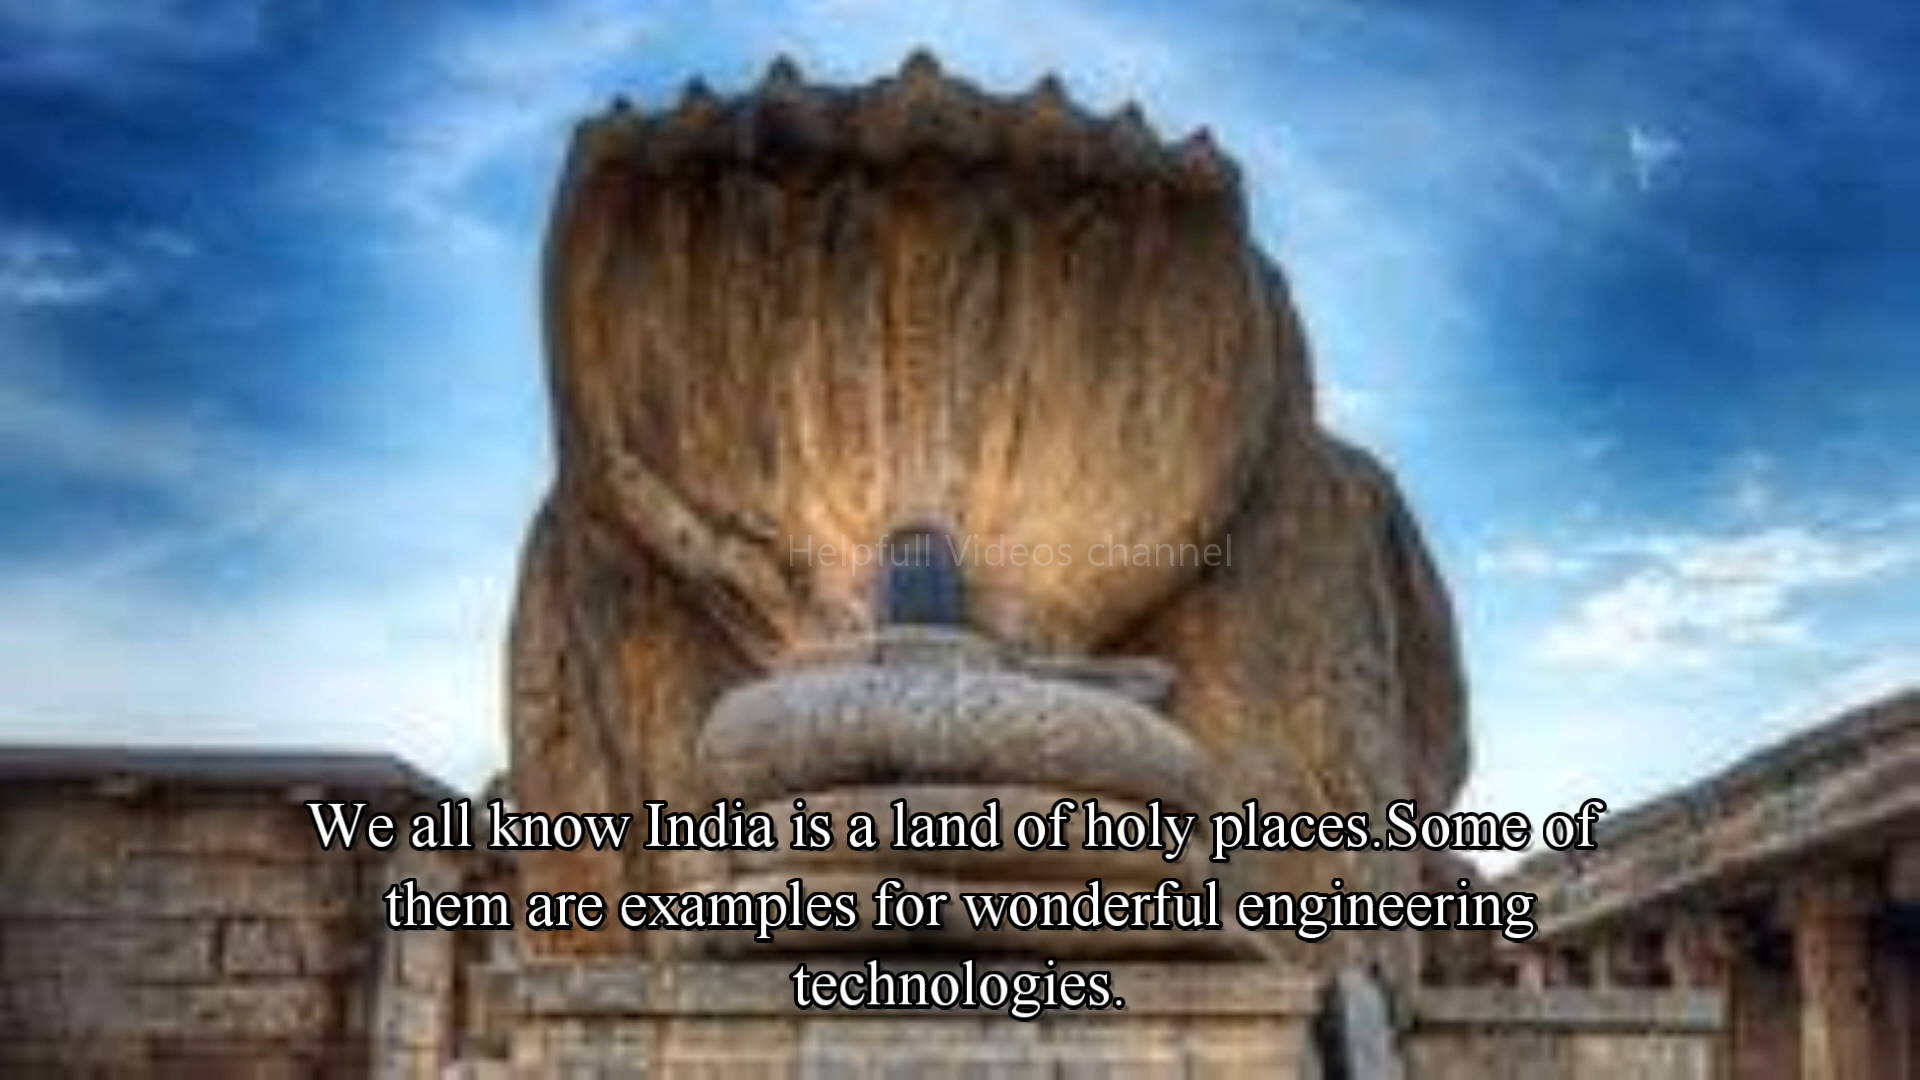 Helpfull Videos channel
We all know India is a land of holy places.Some of
them are examples for wonderful engineering
technologies.